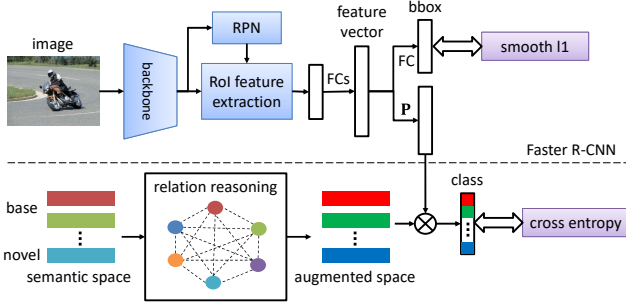 image
backbone
RPN
RoI feature
extraction
FCs
feature
vector
FC
bbox
smooth l1
P
Faster R-CNN
base
novel
semantic space
relation reasoning
augmented space
class
cross entropy